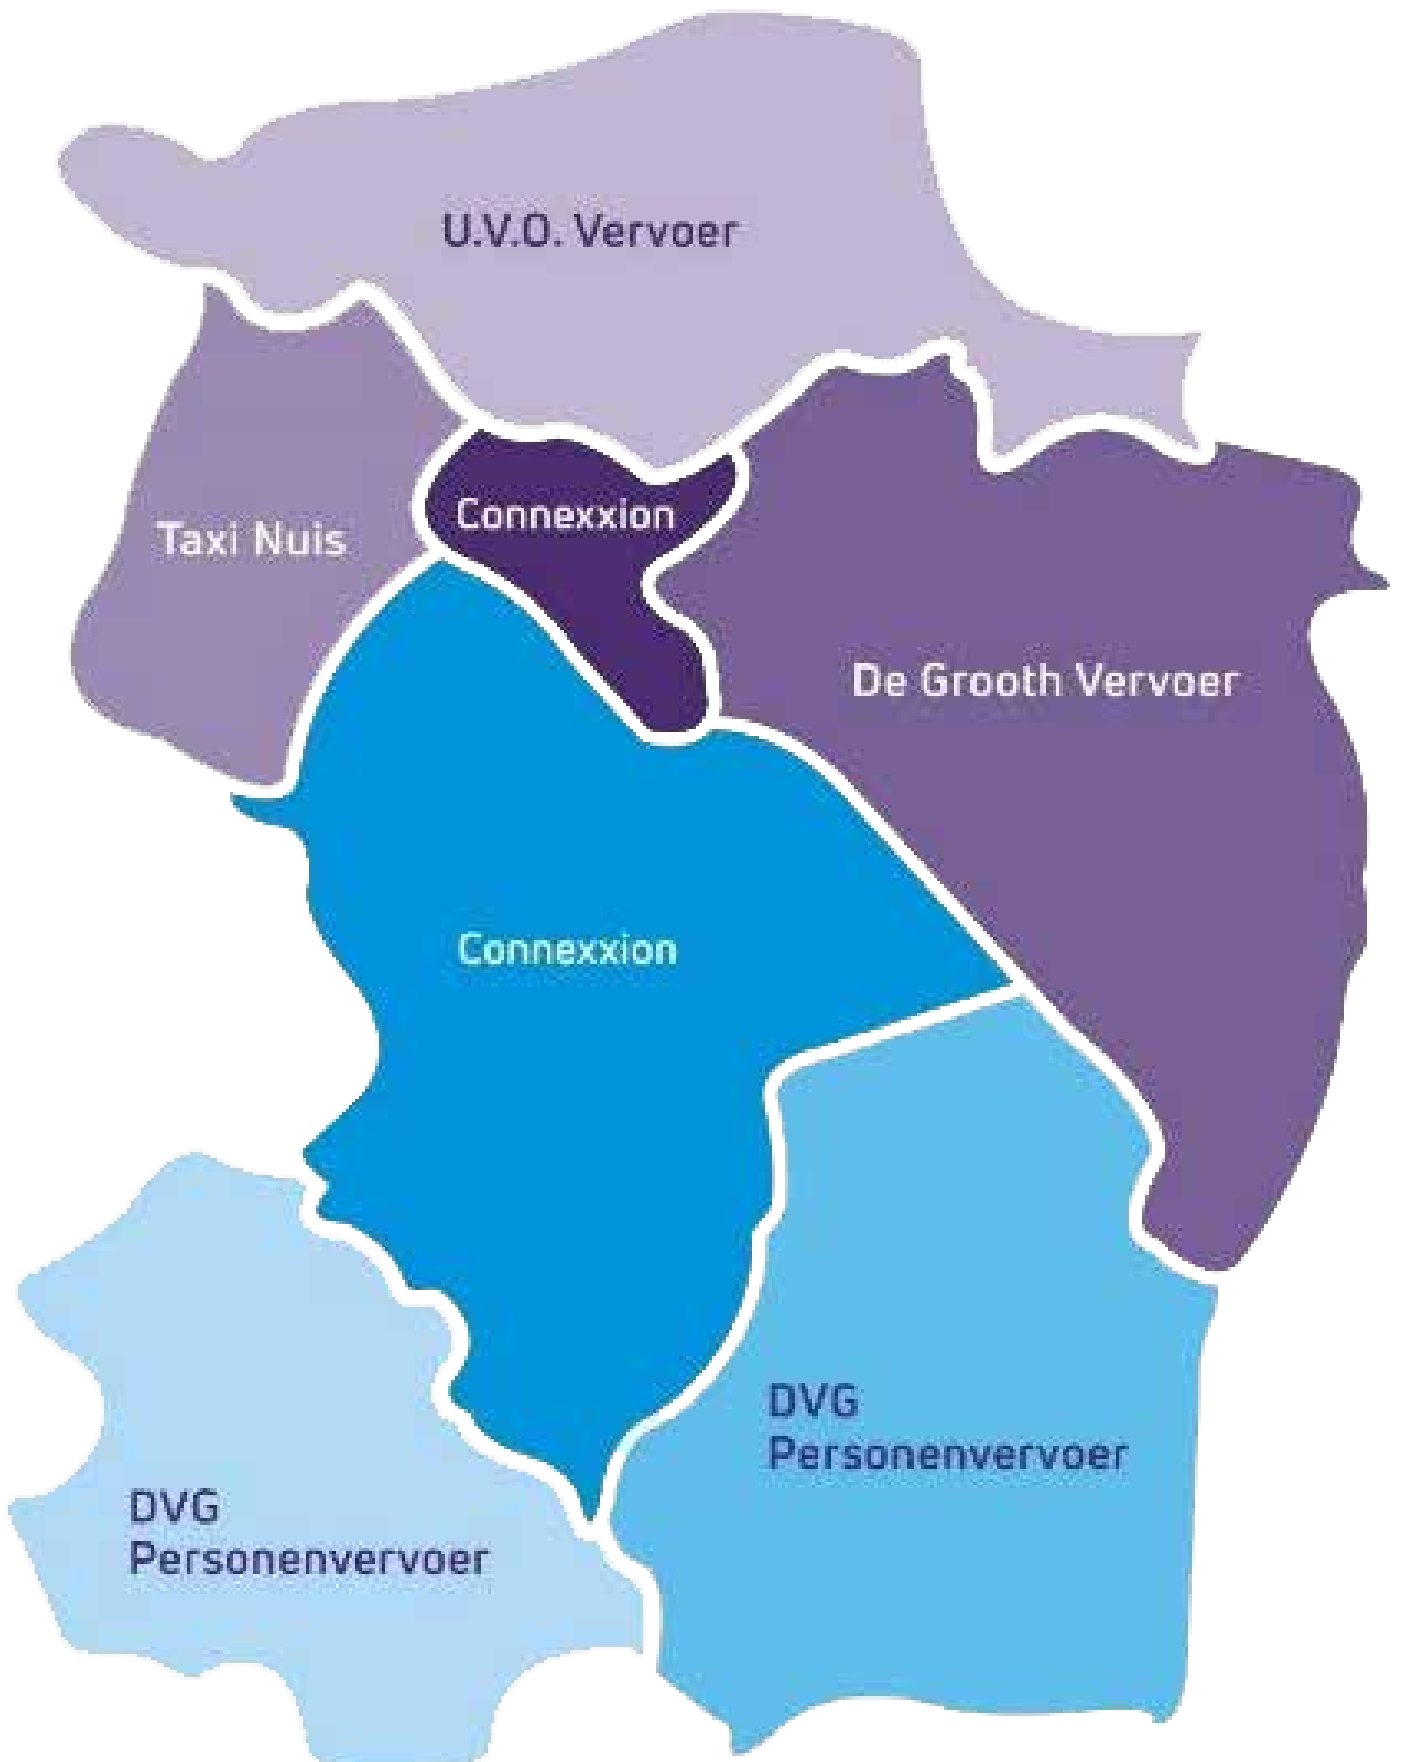 U.V.O. Vervoer
Connexxion
Taxi Nuis
De Grooth Vervoer
Connexxion
DVG
Personenvervoer
DVG
Personenvervoer